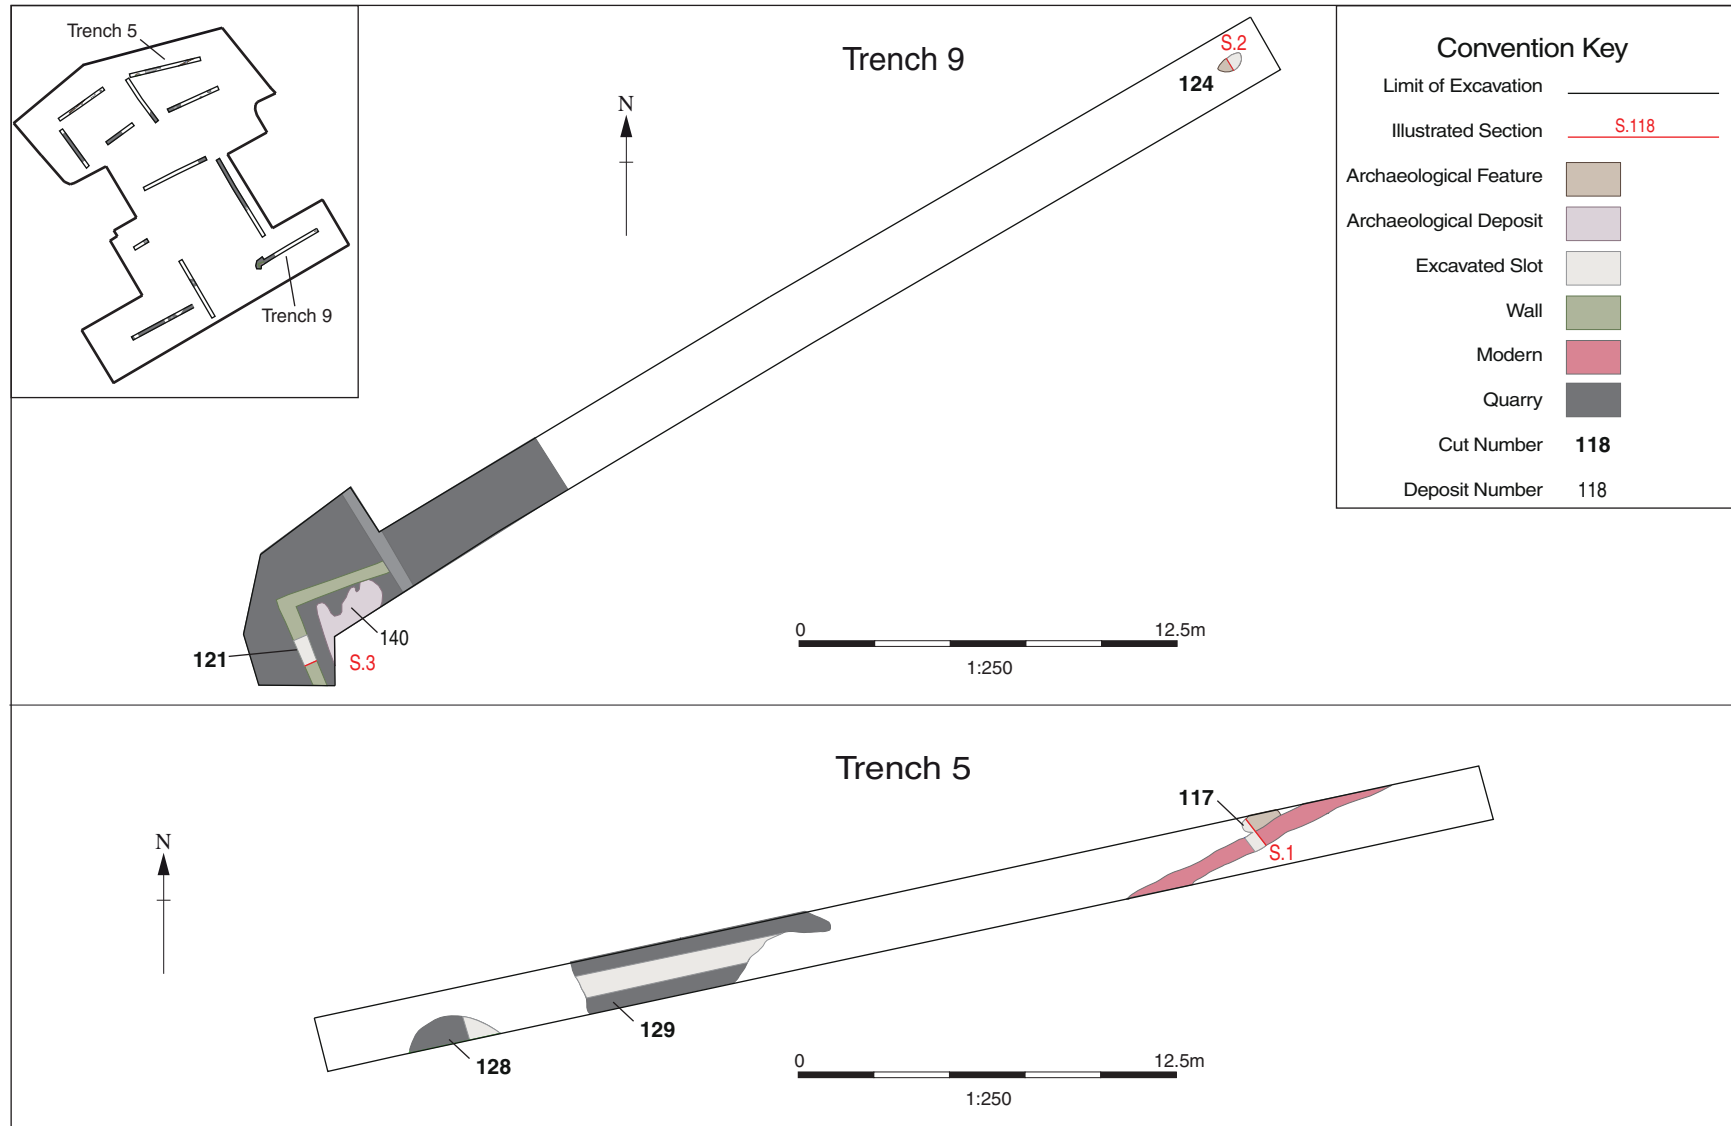 Trench 5
Trench 9
Trench 9
N
S.2
124
121
140
S.3
0 12.5m
1:250
Convention Key
Limit of Excavation
Illustrated Section S.118
Archaeological Feature
Archaeological Deposit
Excavated Slot
Wall
Modern
Quarry
Cut Number 118
Deposit Number 118
Trench 5
N
117
S.1
129
128
0 12.5m
1:250